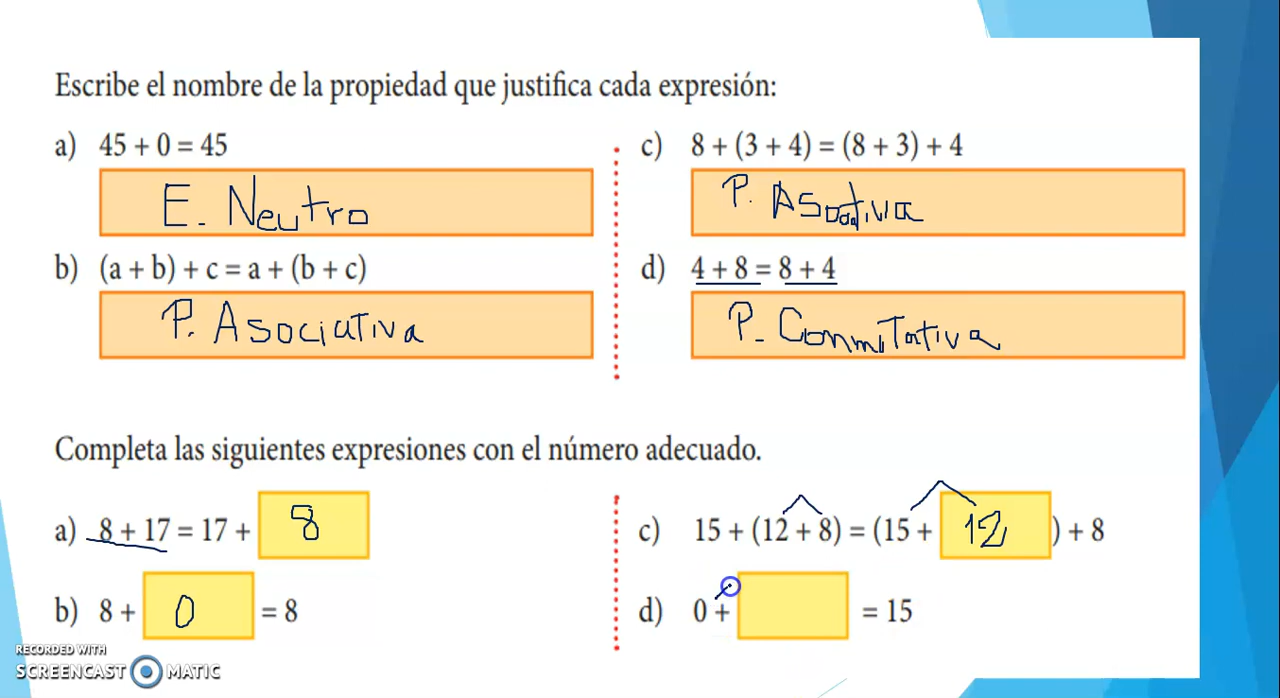 Escribe el nombre de la propiedad que justifica cada expresión:
a) 45 + 0 = 45
E. Neutro
b) (a + b) + c = a + (b + c)
P. Asociativa
c) 8 + (3 + 4) = (8 + 3) + 4
P. Asociativa
d) 4 + 8 = 8 + 4
P- Conmitativa
Completa las siguientes expresiones con el número adecuado.
a) 8 + 17 = 17 + 8
b) 8 + 0 = 8
c) 15 + (12 + 8) = (15 + 12 ) + 8
d) 0 + = 15
RECORDED WITH
SCREENCAST MATIC